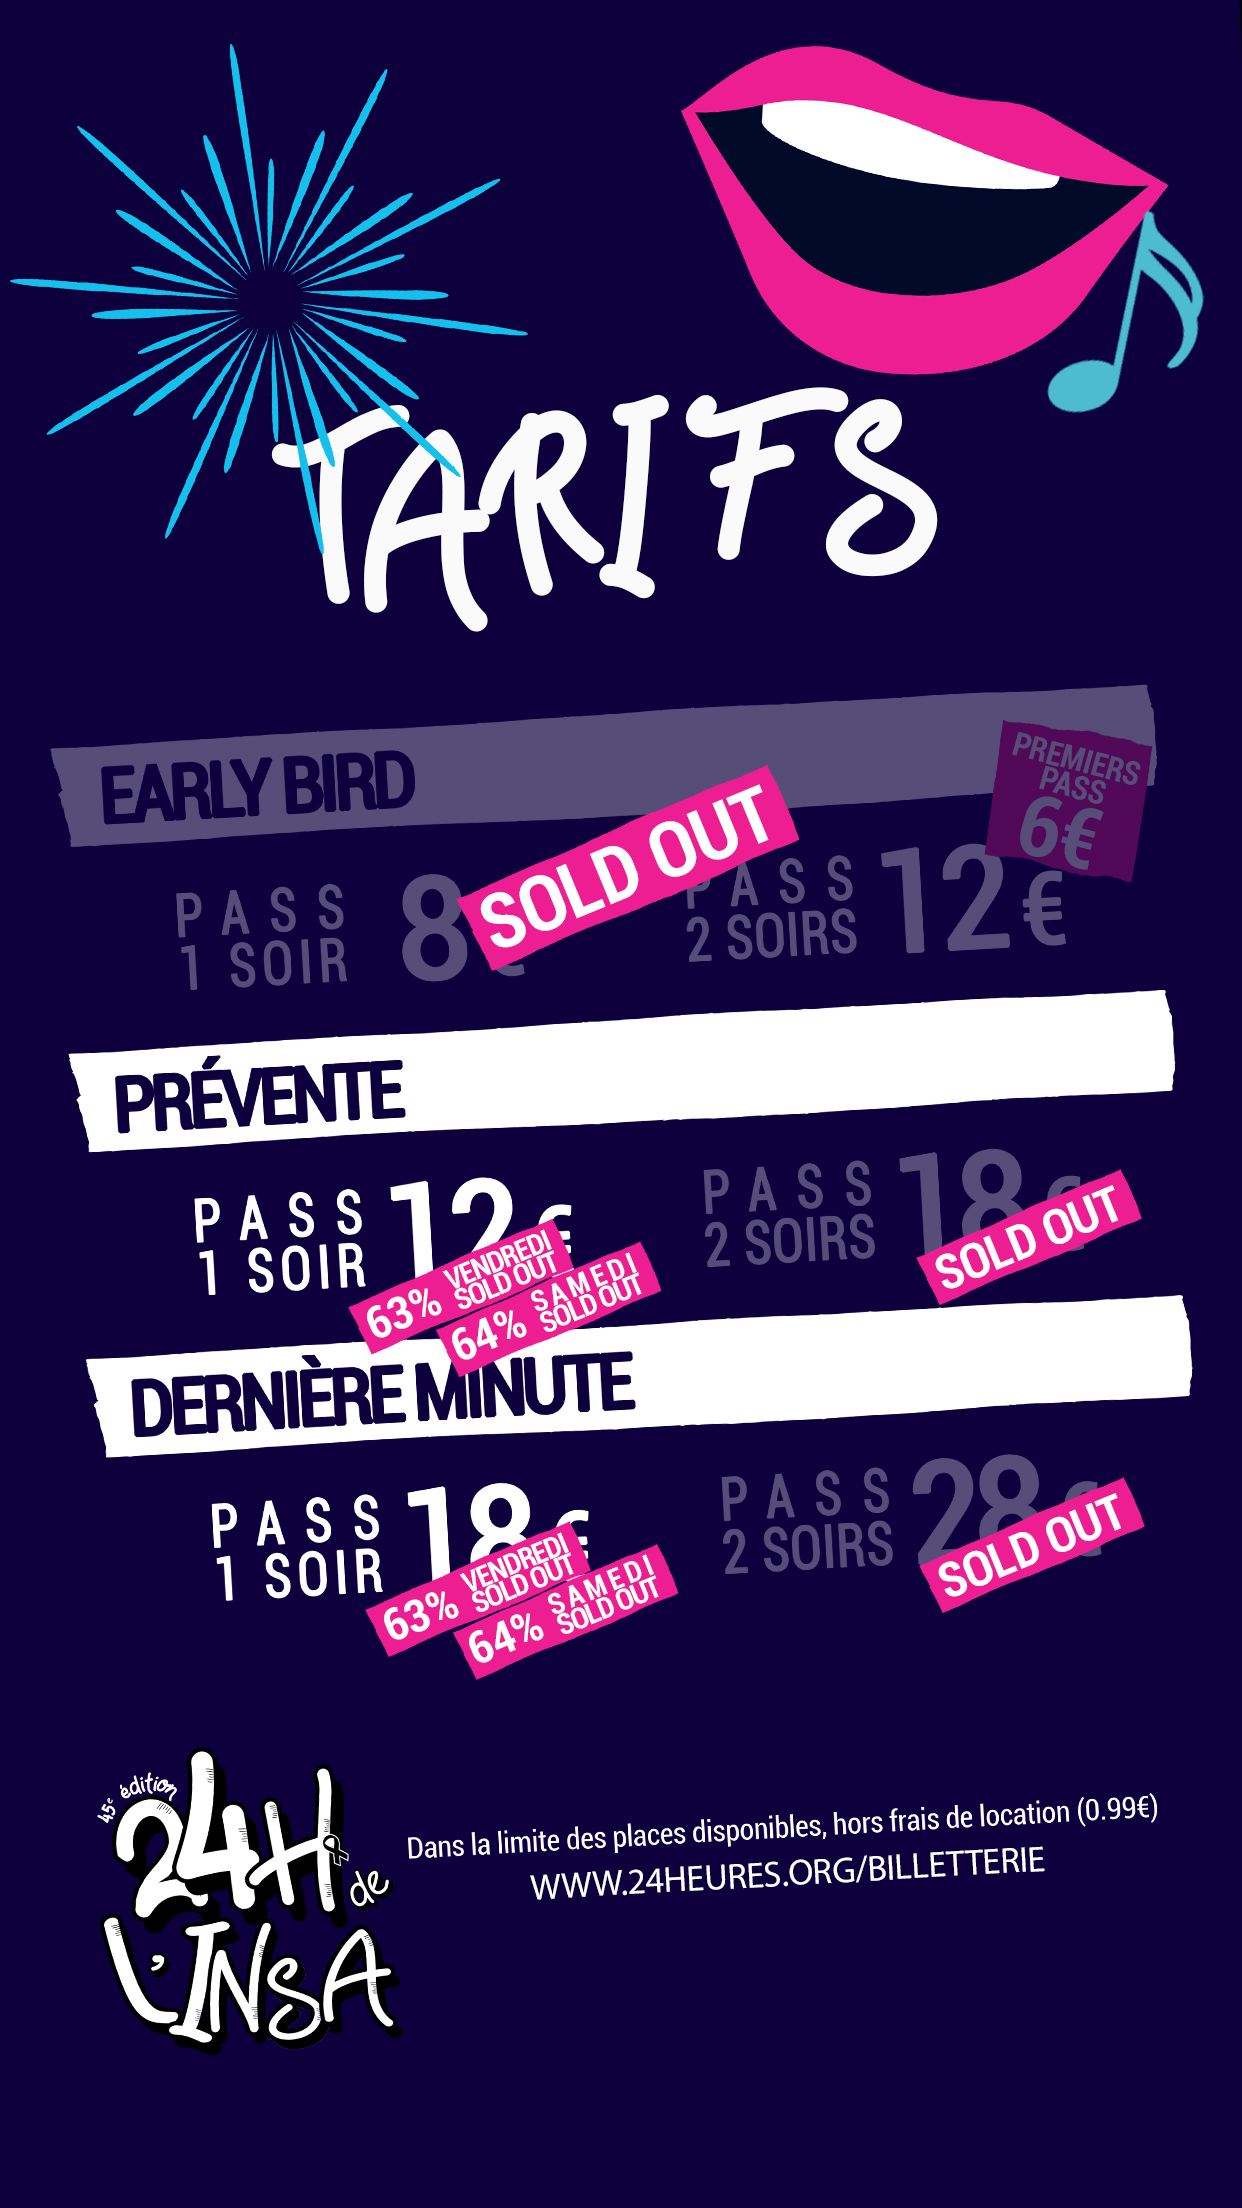 TARIFS
EARLY BIRD
PREMIERS
PASS
6€
SOLD OUT
PASS
1 SOIR
8€
PASS
2 SOIRS
12€
PRÉVENTE
PASS
1 SOIR
12€
63% VENDREDI
SOLD OUT
64% SAMEDI
SOLD OUT
PASS
2 SOIRS
18€
SOLD OUT
DERNIÈRE MINUTE
PASS
1 SOIR
18€
63% VENDREDI
SOLD OUT
64% SAMEDI
SOLD OUT
PASS
2 SOIRS
28€
SOLD OUT
45e édition
24H
de
L'INSA
Dans la limite des places disponibles, hors frais de location (0.99€)
WWW.24HEURES.ORG/BILLETTERIE